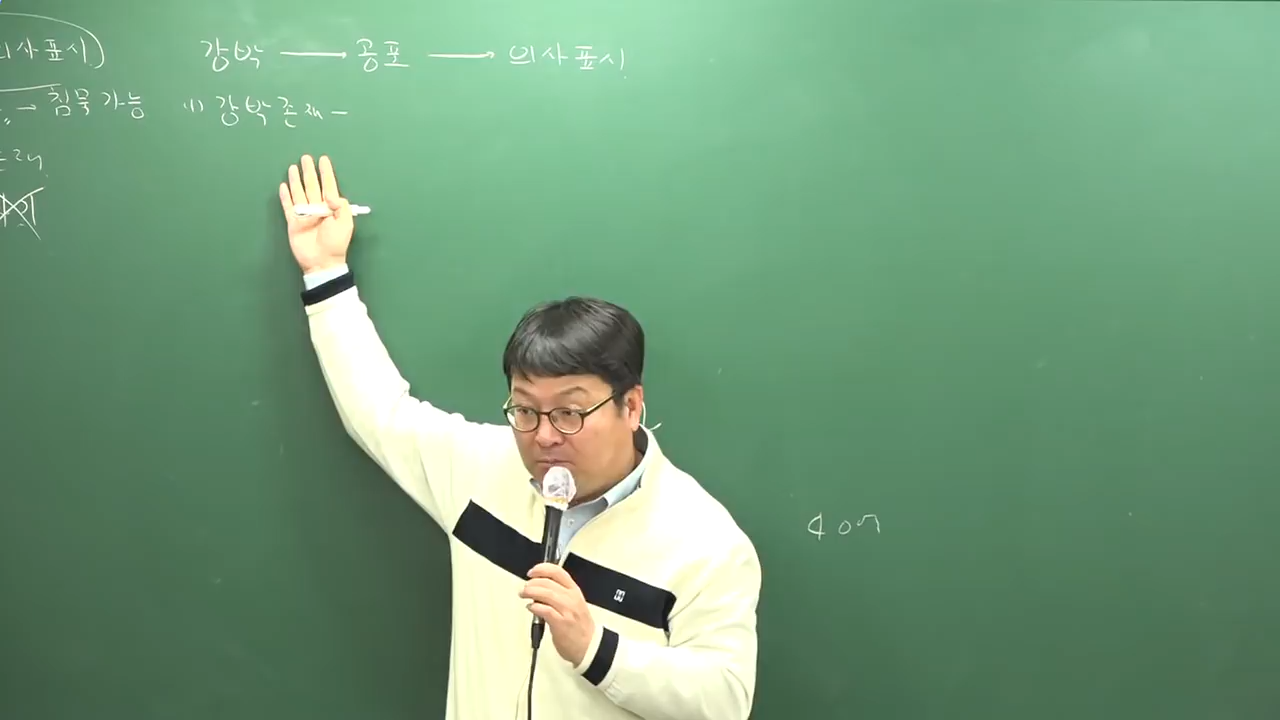 의사표시)
→ 침묵 가능
강박 → 공포 → 의사표시
(1) 강박 존재 -
407